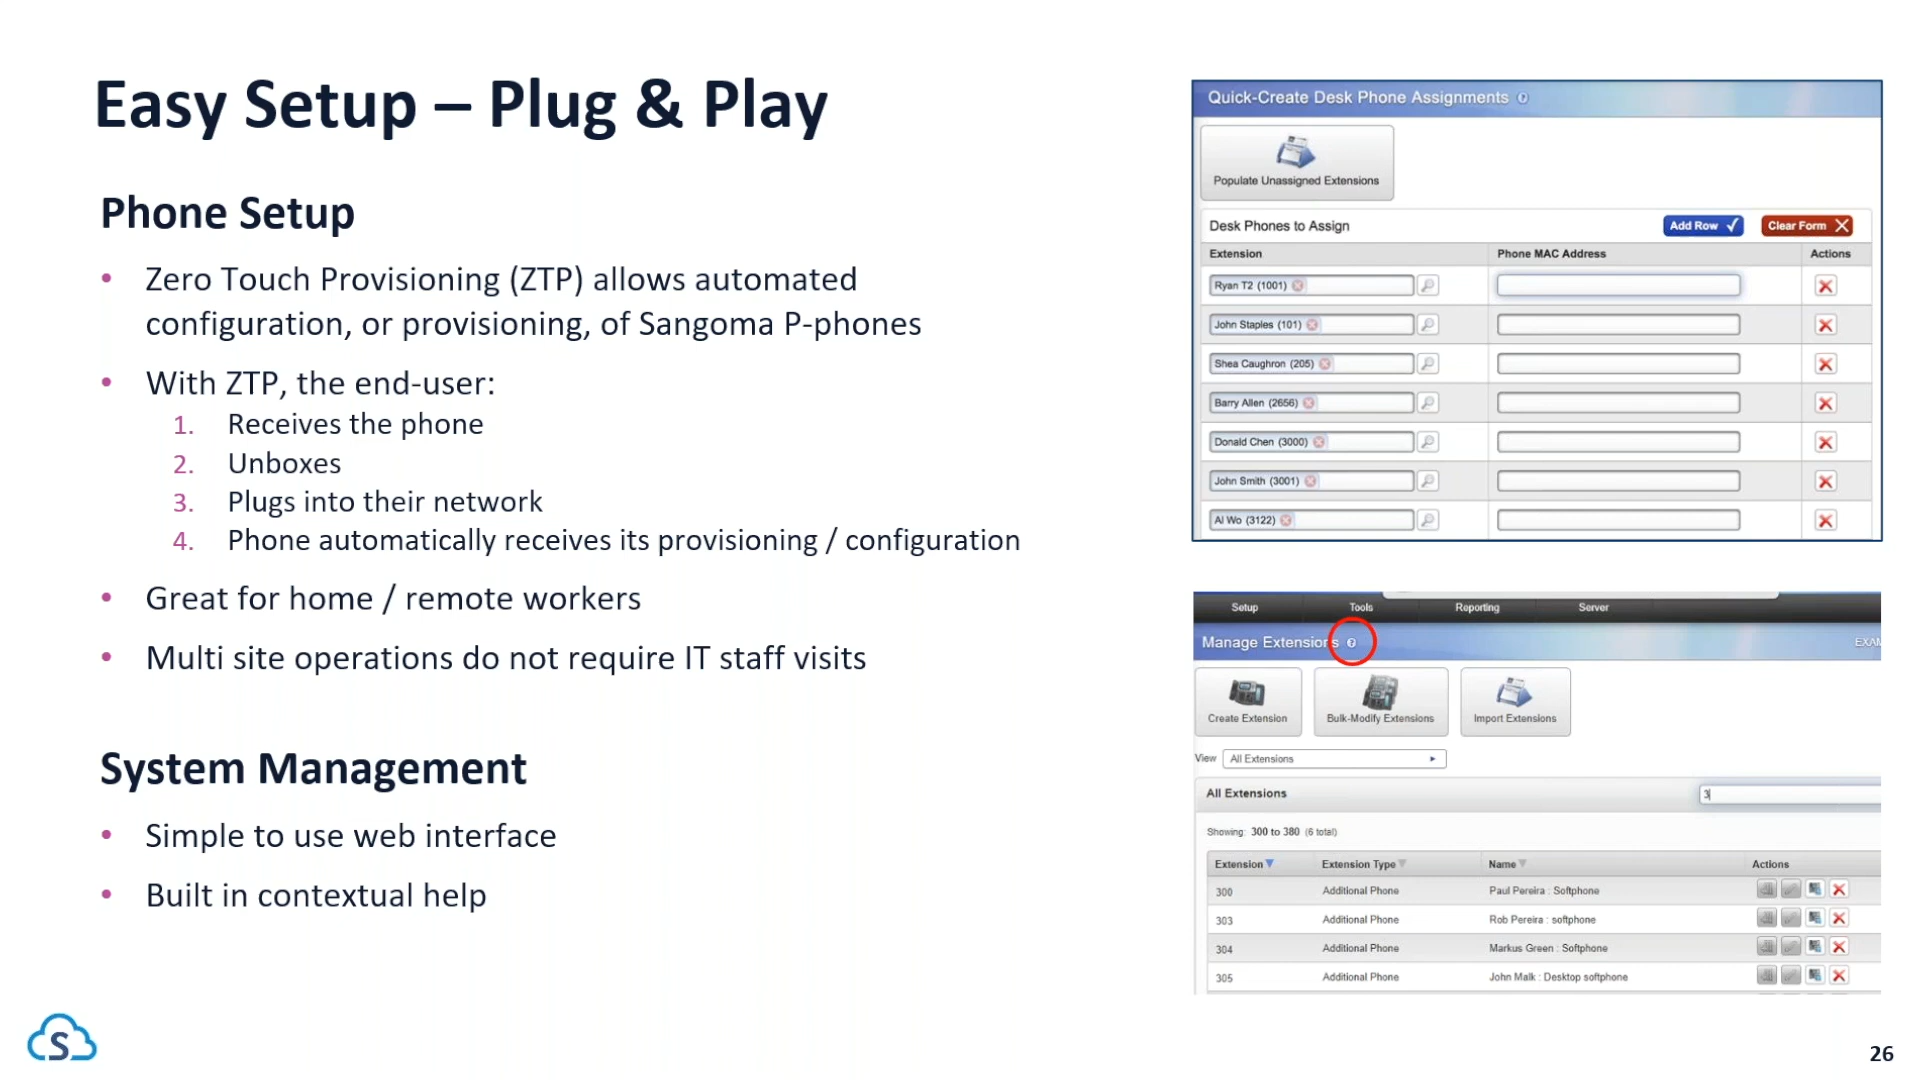 Easy Setup – Plug & Play
Phone Setup
• Zero Touch Provisioning (ZTP) allows automated
configuration, or provisioning, of Sangoma P-phones
• With ZTP, the end-user:
1. Receives the phone
2. Unboxes
3. Plugs into their network
4. Phone automatically receives its provisioning / configuration
• Great for home / remote workers
• Multi site operations do not require IT staff visits
System Management
• Simple to use web interface
• Built in contextual help
S
Quick-Create Desk Phone Assignments ?
Populate Unassigned Extensions
Desk Phones to Assign Add Row Clear Form
Extension Phone MAC Address Actions
Ryan T2 (1001)
John Staples (101)
Shea Caughron (205)
Barry Allen (2656)
Donald Chen (3000)
John Smith (3001)
Al Wo (3122)
Setup Tools Reporting Server
Manage Extensions ? EXAM
Create Extension Bulk-Modify Extensions Import Extensions
View All Extensions
All Extensions 3
Showing: 300 to 380 (6 total)
Extension Extension Type Name Actions
300 Additional Phone Paul Pereira : Softphone
303 Additional Phone Rob Pereira : softphone
304 Additional Phone Markus Green : Softphone
305 Additional Phone John Malk : Desktop softphone
26